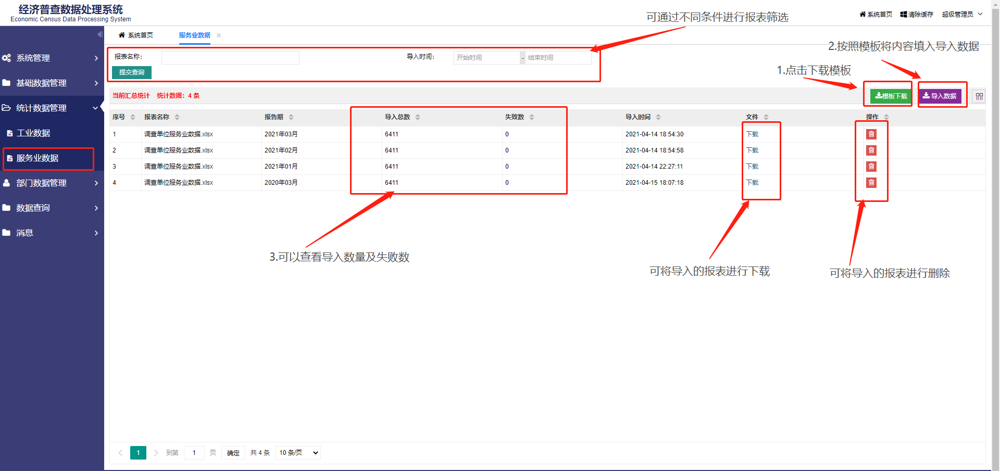 经济普查数据处理系统
Economic Census Data Processing System
可通过不同条件进行报表筛选
系统首页 清除缓存 超级管理员
系统首页 服务业数据
2.按照模板将内容填入导入数据
1.点击下载模板
系统管理
基础数据管理
统计数据管理
工业数据
服务业数据
部门数据管理
数据查询
消息
报表名称： 导入时间： 开始时间 - 结束时间
提交查询
当前汇总统计 统计数据：4 条
模板下载 导入数据
序号 报表名称 报告期 导入总数 失败数 导入时间 文件 操作
1 调查单位服务业数据.xlsx 2021年03月 6411 0 2021-04-14 18:54:30 下载
2 调查单位服务业数据.xlsx 2021年02月 6411 0 2021-04-14 18:54:58 下载
3 调查单位服务业数据.xlsx 2021年01月 6411 0 2021-04-14 22:27:11 下载
4 调查单位服务业数据.xlsx 2020年03月 6411 0 2021-04-15 18:07:18 下载
3.可以查看导入数量及失败数
可将导入的报表进行下载
可将导入的报表进行删除
1 到第 1 页 确定 共 4 条 10 条/页